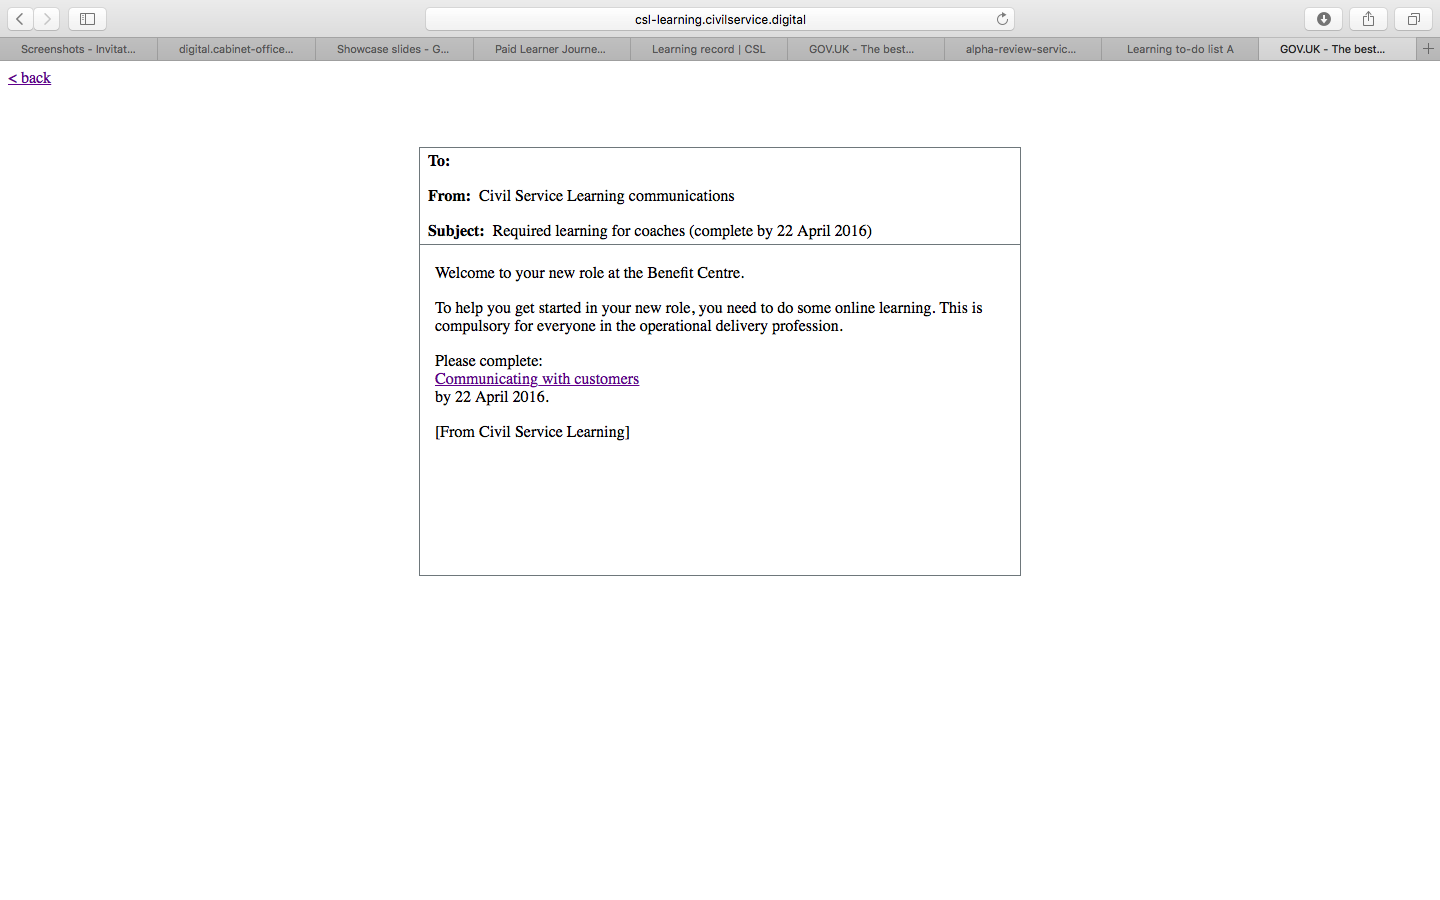 csl-learning.civilservice.digital
Screenshots - Invitat...
digital.cabinet-office...
Showcase slides - G...
Paid Learner Journe...
Learning record | CSL
GOV.UK - The best...
alpha-review-servic...
Learning to-do list A
GOV.UK - The best...
< back
To:
From: Civil Service Learning communications
Subject: Required learning for coaches (complete by 22 April 2016)
Welcome to your new role at the Benefit Centre.
To help you get started in your new role, you need to do some online learning. This is
compulsory for everyone in the operational delivery profession.
Please complete:
Communicating with customers
by 22 April 2016.
[From Civil Service Learning]